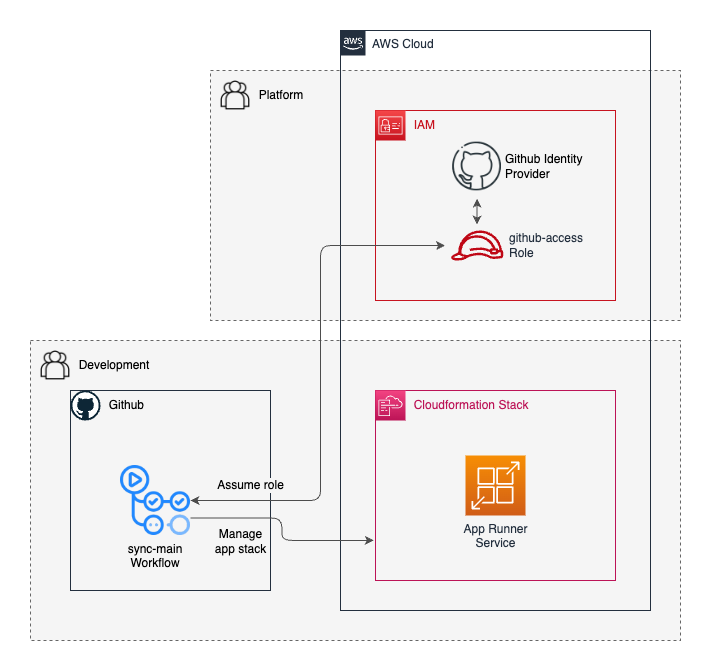 aws
AWS Cloud
Platform
IAM
Github Identity
Provider
github-access
Role
Development
Github
Cloudformation Stack
Assume role
Manage
app stack
sync-main
Workflow
App Runner
Service